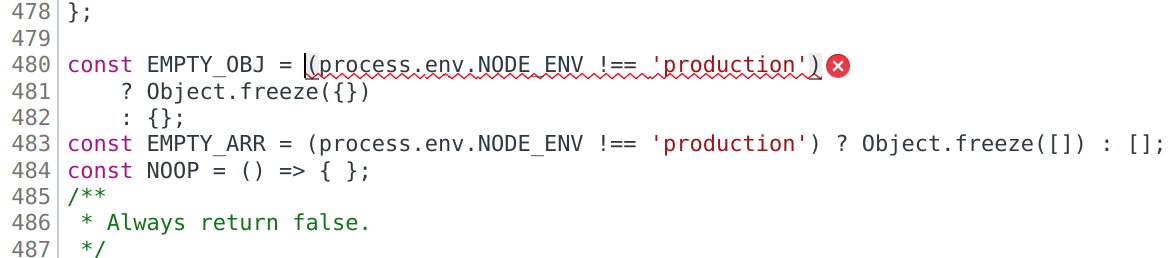 478 };
479
480 const EMPTY_OBJ = (process.env.NODE_ENV !== 'production')
481     ? Object.freeze({})
482     : {};
483 const EMPTY_ARR = (process.env.NODE_ENV !== 'production') ? Object.freeze([]) : [];
484 const NOOP = () => { };
485 /**
486  * Always return false.
487  */